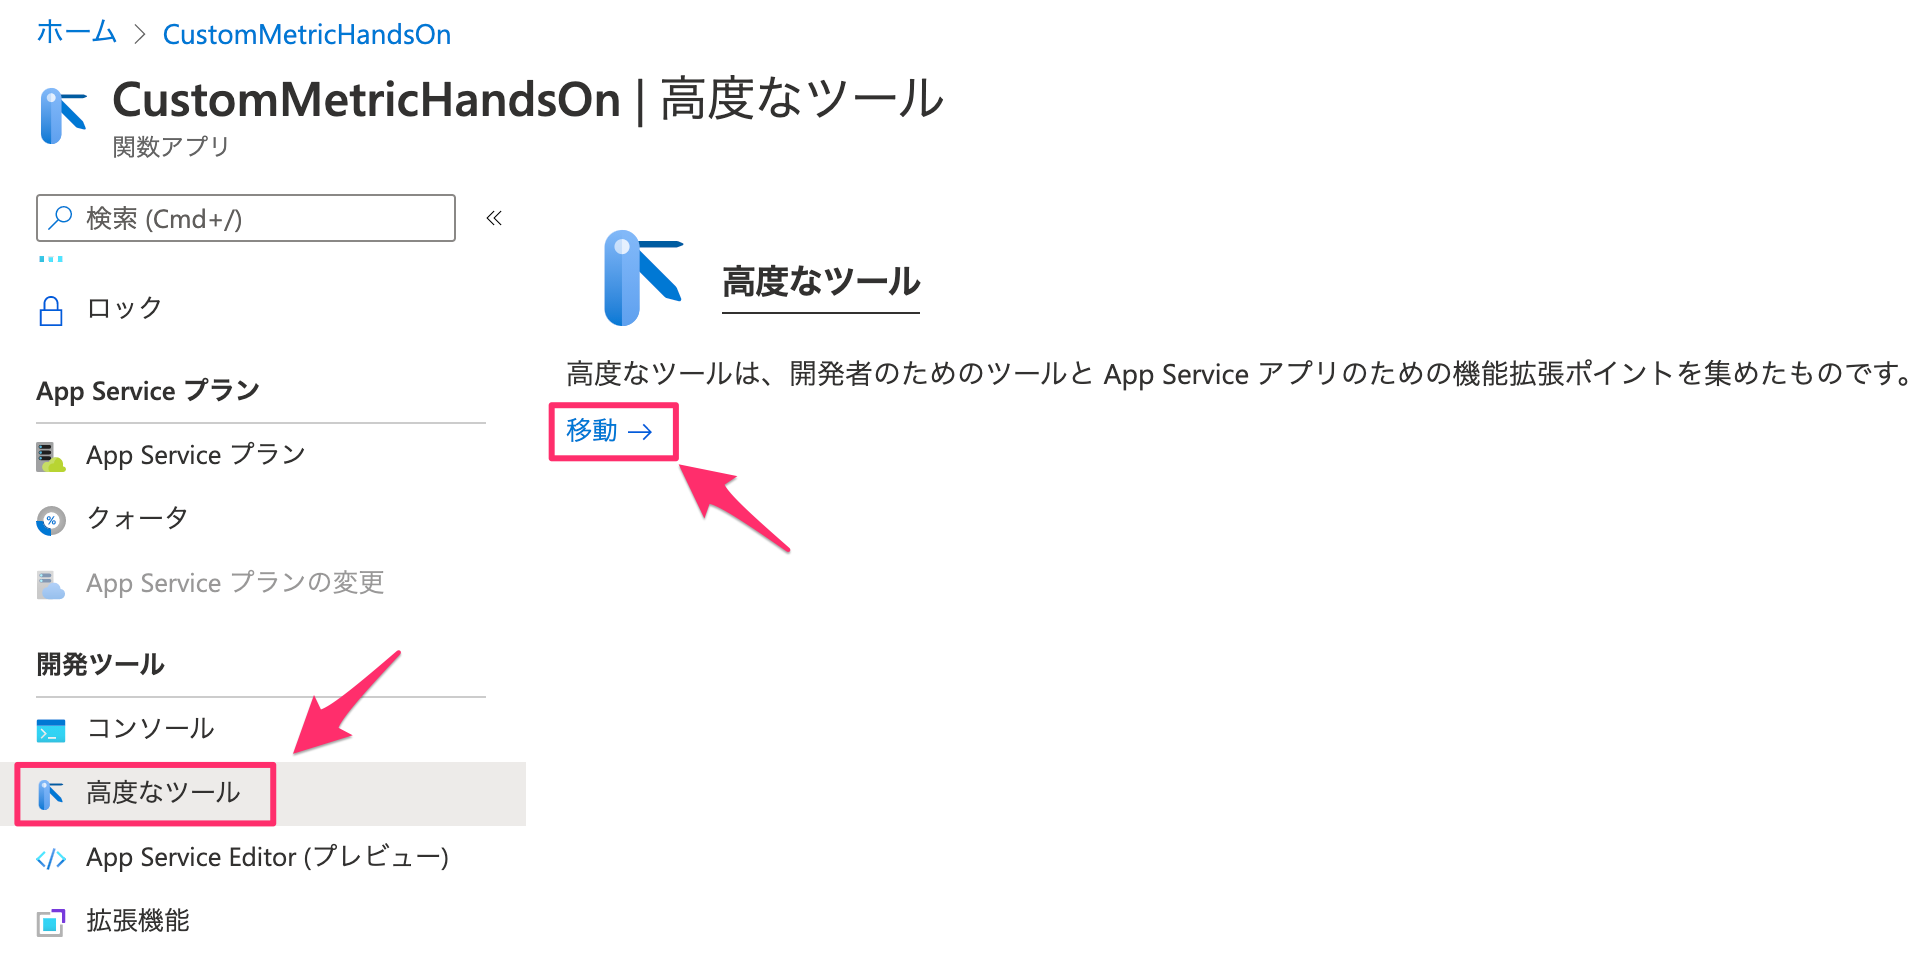 ホーム > CustomMetricHandsOn
CustomMetricHandsOn | 高度なツール
関数アプリ
検索 (Cmd+/)
«
ロック
App Service プラン
App Service プラン
クォータ
App Service プランの変更
開発ツール
コンソール
高度なツール
App Service Editor (プレビュー)
拡張機能
高度なツール
高度なツールは、開発者のためのツールと App Service アプリのための機能拡張ポイントを集めたものです。
移動 →